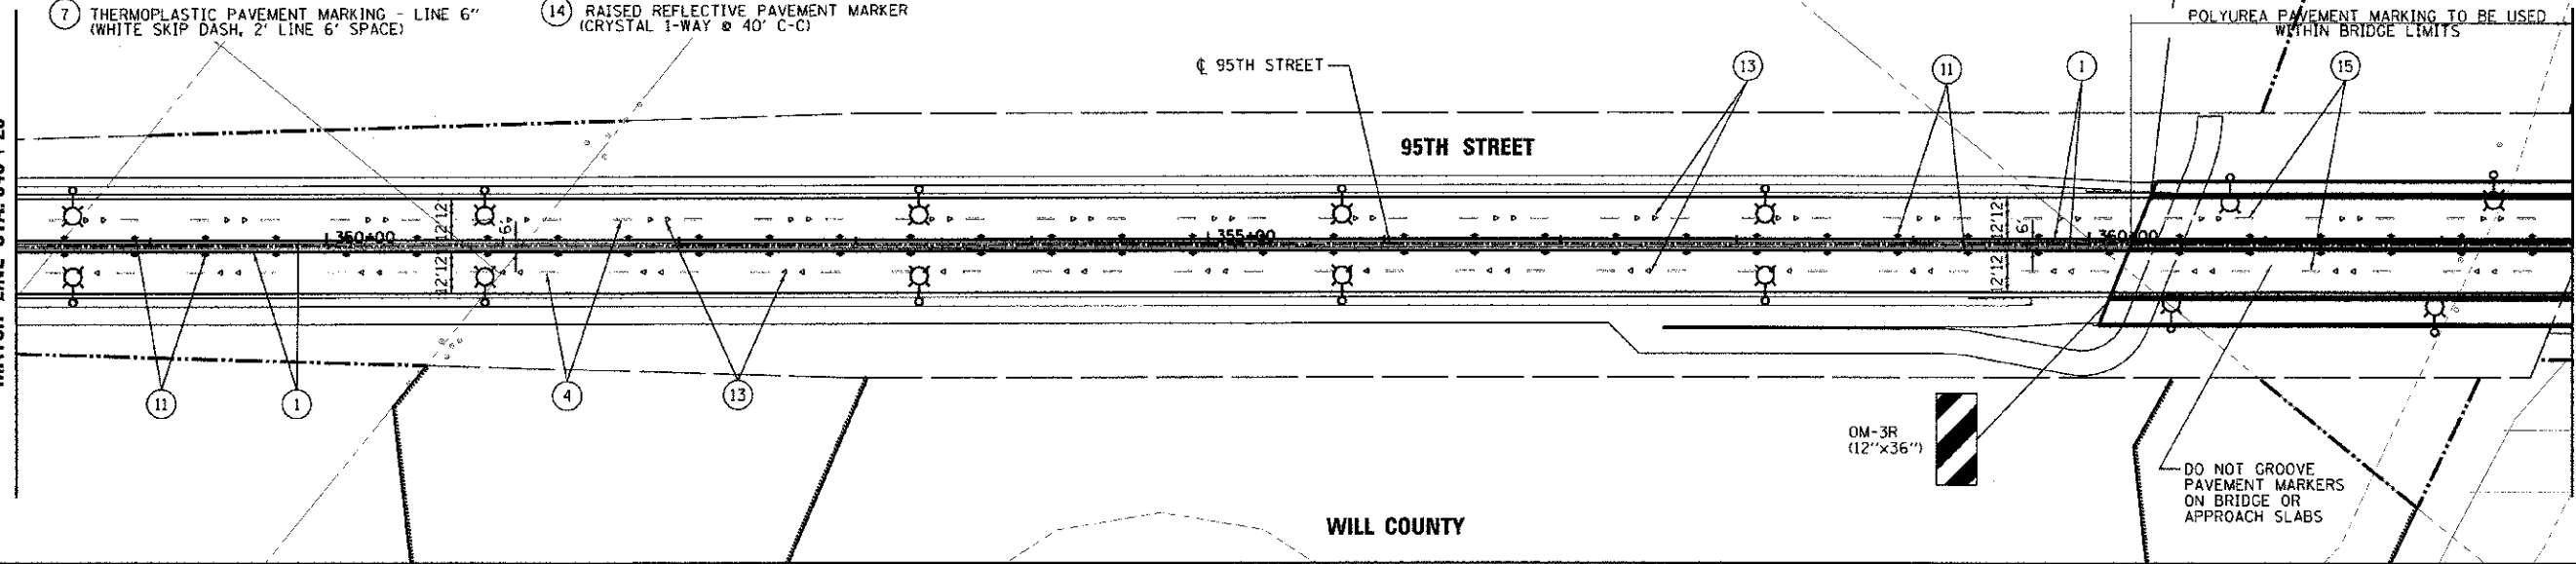 7 THERMOPLASTIC PAVEMENT MARKING - LINE 6"
(WHITE SKIP DASH, 2' LINE 6' SPACE)
14 RAISED REFLECTIVE PAVEMENT MARKER
(CRYSTAL 1-WAY @ 40' C-C)
POLYUREA PAVEMENT MARKING TO BE USED
WITHIN BRIDGE LIMITS
℄ 95TH STREET
13
11
1
15
95TH STREET
12' 12'
6'
12' 12'
350+00
355+00
12' 12'
6'
12' 12'
360+00
11
1
4
13
OM-3R
(12"x36")
DO NOT GROOVE
PAVEMENT MARKERS
ON BRIDGE OR
APPROACH SLABS
WILL COUNTY